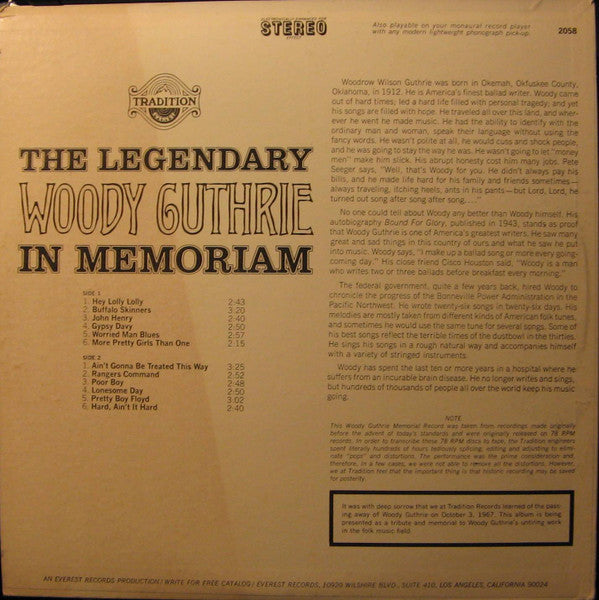 ELECTRONICALLY ENHANCED FOR
STEREO
EFFECT
Also playable on your monaural record player
with any modern lightweight phonograph pick-up.
2058
TRADITION
THE LEGENDARY
WOODY GUTHRIE
IN MEMORIAM
SIDE 1
1. Hey Lolly Lolly 2:43
2. Buffalo Skinners 3:20
3. John Henry 2:40
4. Gypsy Davy 2:50
5. Worried Man Blues 2:57
6. More Pretty Girls Than One 2:15
SIDE 2
1. Ain't Gonna Be Treated This Way 3:25
2. Rangers Command 2:52
3. Poor Boy 2:48
4. Lonesome Day 2:50
5. Pretty Boy Floyd 3:02
6. Hard, Ain't It Hard 2:40
Woodrow Wilson Guthrie was born in Okemah, Okfuskee County,
Oklahoma, in 1912. He is America's finest ballad writer. Woody came
out of hard times; led a hard life filled with personal tragedy; and yet
his songs are filled with hope. He traveled all over this land, and wher-
ever he went he made music. He had the ability to identify with the
ordinary man and woman, speak their language without using the
fancy words. He wasn't polite at all, he would cuss and shock people,
and he was going to stay the way he was. He wasn't going to let "money
men" make him slick. His abrupt honesty cost him many jobs. Pete
Seeger says, "Well, that's Woody for you. He didn't always pay his
bills, and he made life hard for his family and friends sometimes—
always traveling, itching heels, ants in his pants—but Lord, Lord, he
turned out song after song after song. . . ."
No one could tell about Woody any better than Woody himself. His
autobiography Bound For Glory, published in 1943, stands as proof
that Woody Guthrie is one of America's greatest writers. He saw many
great and sad things in this country of ours and what he saw he put
into music. Woody says, "I make up a ballad song or more every going-
coming day." His close friend Cisco Houston said, "Woody is a man
who writes two or three ballads before breakfast every morning."
The federal government, quite a few years back, hired Woody to
chronicle the progress of the Bonneville Power Administration in the
Pacific Northwest. He wrote twenty-six songs in twenty-six days. His
melodies are mostly taken from different kinds of American folk tunes,
and sometimes he would use the same tune for several songs. Some of
his best songs reflect the terrible times of the dustbowl in the thirties.
He sings his songs in a rough natural way and accompanies himself
with a variety of stringed instruments.
Woody has spent the last ten or more years in a hospital where he
suffers from an incurable brain disease. He no longer writes and sings,
but hundreds of thousands of people all over the world keep his music
going.
NOTE
This Woody Guthrie Memorial Record was taken from recordings made originally
before the advent of today's standards and were originally released on 78 RPM
records. In order to transcribe these 78 RPM discs to tape, the Tradition engineers
spent literally hundreds of hours tediously splicing, editing and adjusting to elim-
inate "pops" and distortions. The performance was the prime consideration and,
therefore, in a few cases, we were not able to remove all the distortions. However,
we at Tradition feel that the important thing is that historic recording may be saved
for posterity.
It was with deep sorrow that we at Tradition Records learned of the pass-
ing away of Woody Guthrie on October 3, 1967. This album is being
presented as a tribute and memorial to Woody Guthrie's untiring work in
the folk music field.
AN EVEREST RECORDS PRODUCTION / WRITE FOR FREE CATALOG / EVEREST RECORDS, 10920 WILSHIRE BLVD., SUITE 410, LOS ANGELES, CALIFORNIA 90024